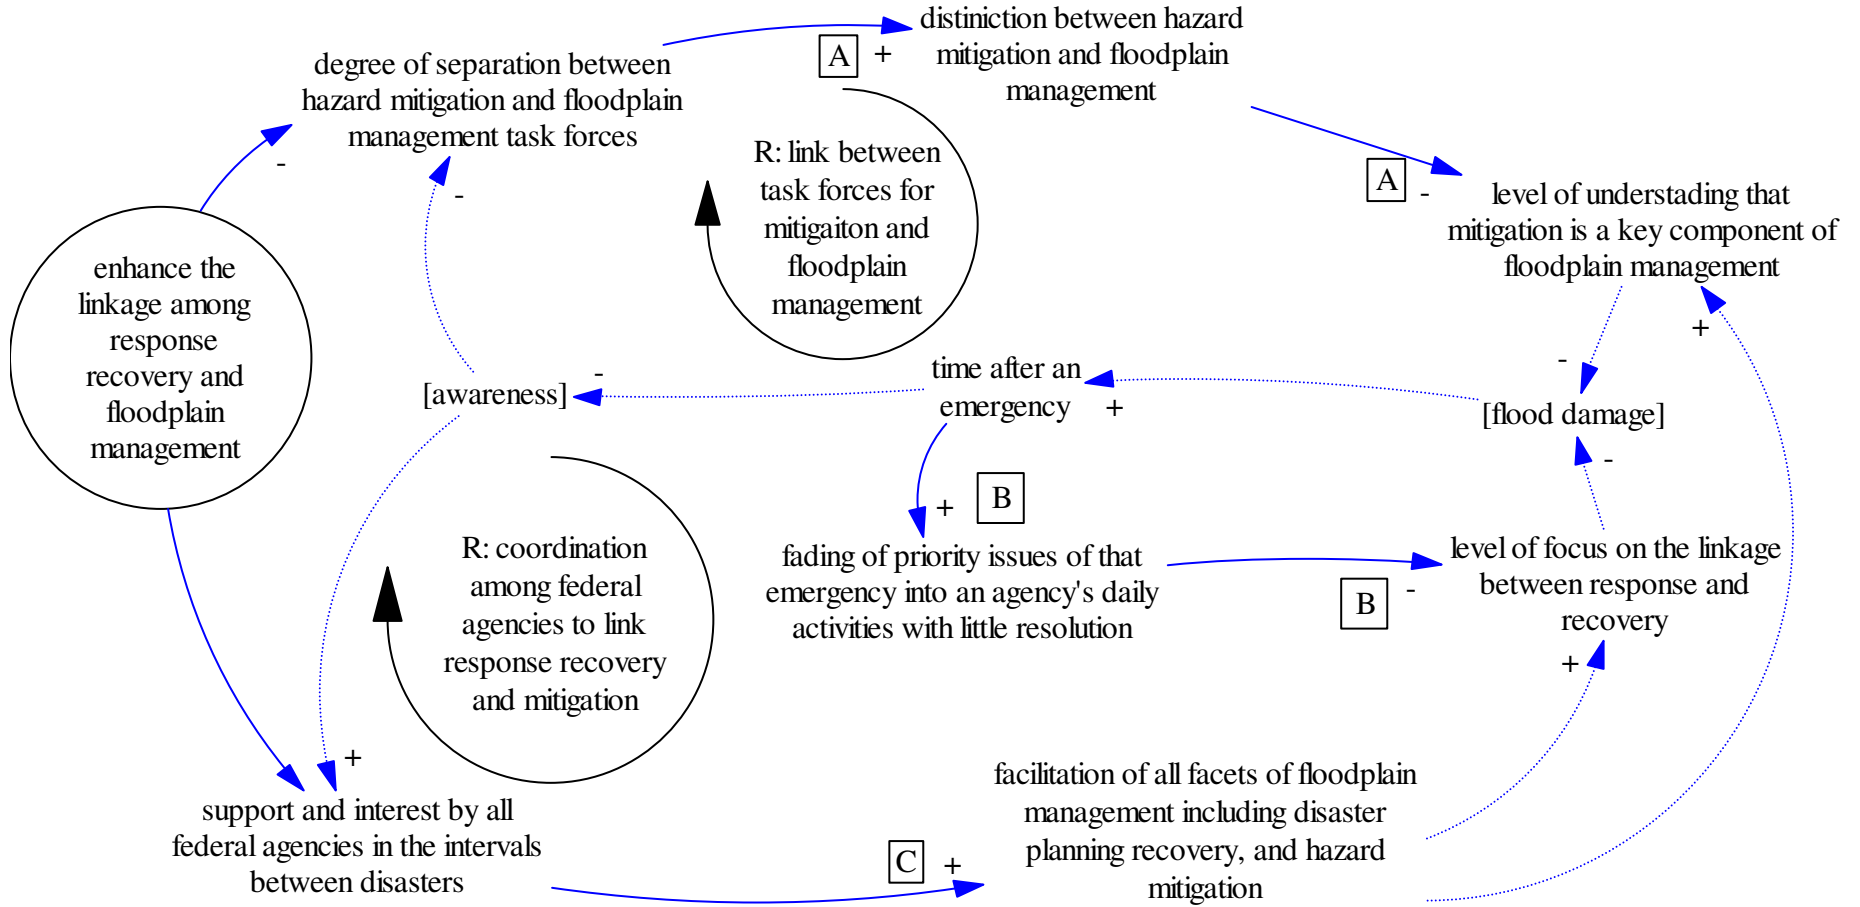 distiniction between hazard
mitigation and floodplain
management
degree of separation between
hazard mitigation and floodplain
management task forces
A +
-
-
R: link between
task forces for
mitigaiton and
floodplain
management
A -
level of understading that
mitigation is a key component of
floodplain management
enhance the
linkage among
response
recovery and
floodplain
management
+
-
time after an
emergency
+
-
[awareness]
[flood damage]
-
+ B
R: coordination
among federal
agencies to link
response recovery
and mitigation
fading of priority issues of that
emergency into an agency's daily
activities with little resolution
B -
level of focus on the linkage
between response and
recovery
+
+
support and interest by all
federal agencies in the intervals
between disasters
C +
facilitation of all facets of floodplain
management including disaster
planning recovery, and hazard
mitigation